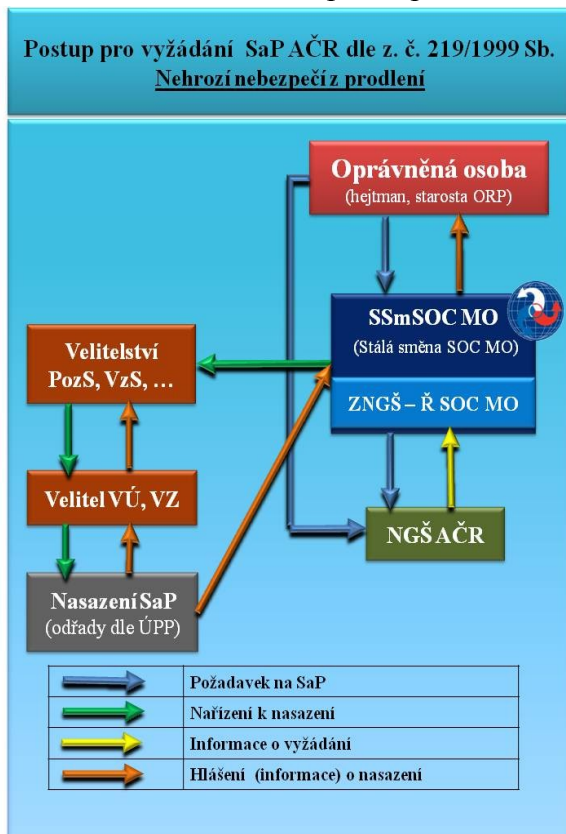 Postup pro vyžádání SaP AČR dle z. č. 219/1999 Sb.
Nehrozí nebezpečí z prodlení
Oprávněná osoba
(hejtman, starosta ORP)
SSmSOC MO
(Stálá směna SOC MO)
ZNGŠ – Ř SOC MO
Velitelství
PozS, VzS, …
Velitel VÚ, VZ
NGŠ AČR
Nasazení SaP
(odřady dle ÚPP)
Požadavek na SaP
Nařízení k nasazení
Informace o vyžádání
Hlášení (informace) o nasazení